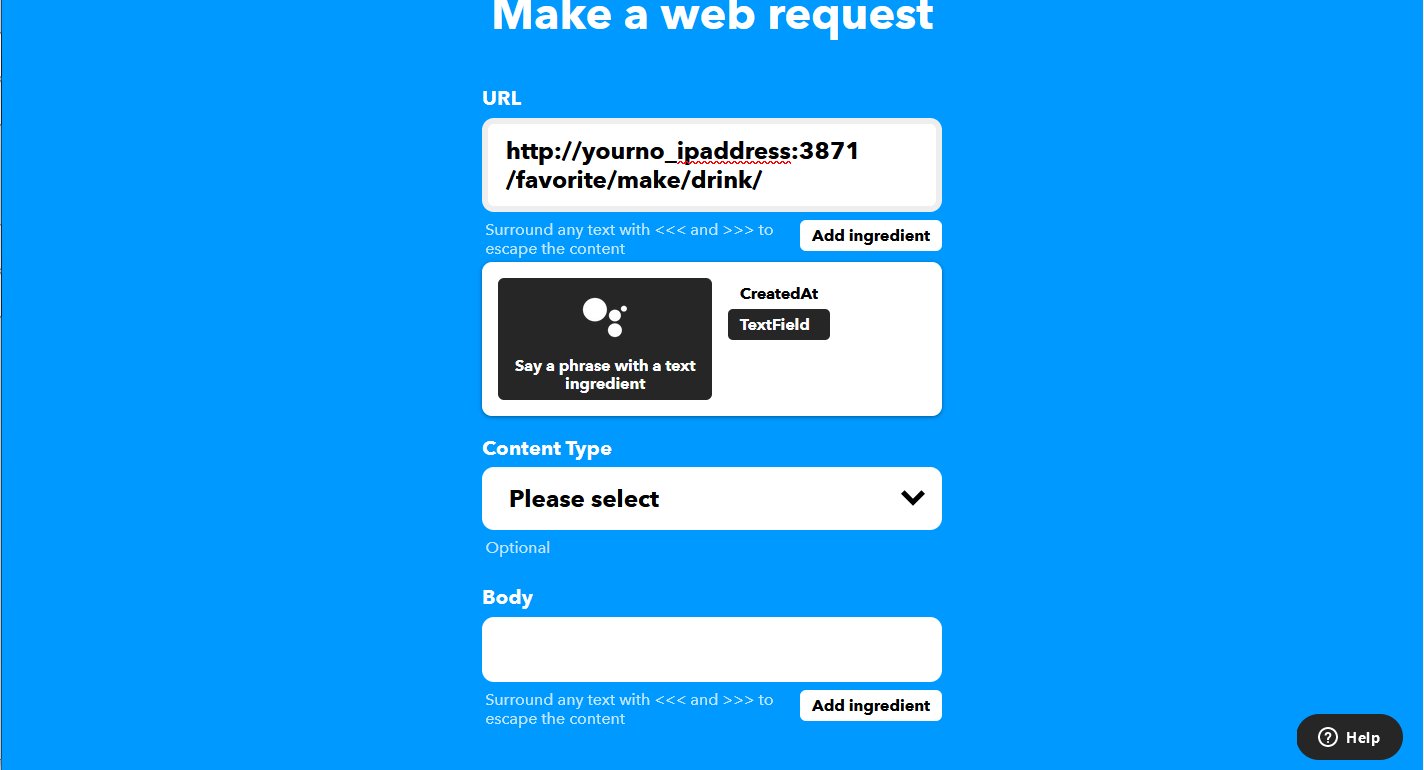 Make a web request
URL
http://yourno_ipaddress:3871
/favorite/make/drink/
Surround any text with <<< and >>> to
escape the content
Add ingredient
Say a phrase with a text
ingredient
CreatedAt
TextField
Content Type
Please select
Optional
Body
Surround any text with <<< and >>> to
escape the content
Add ingredient
Help